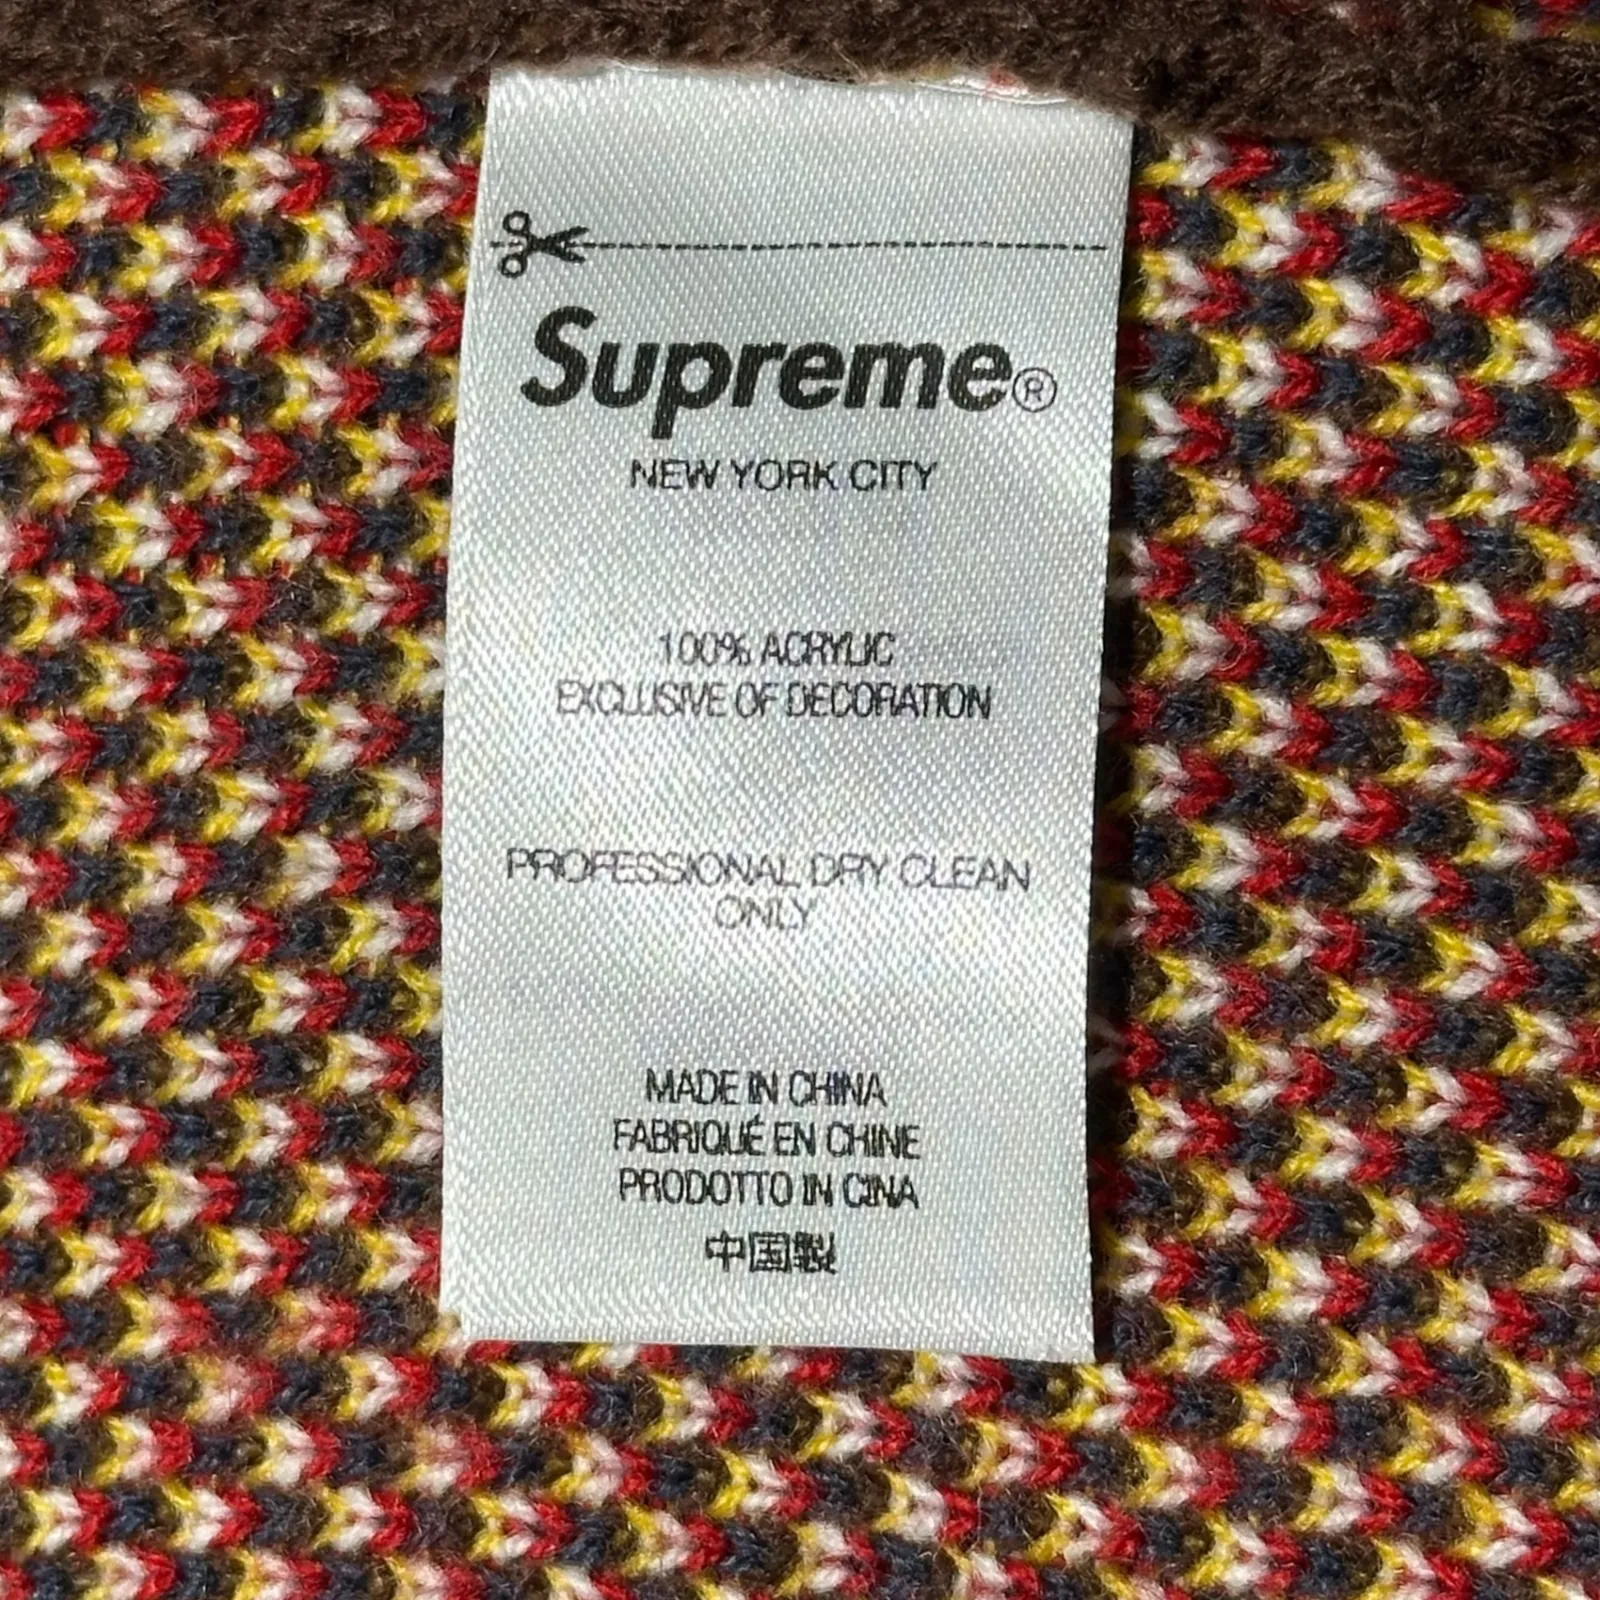 Supreme®
NEW YORK CITY
100% ACRYLIC
EXCLUSIVE OF DECORATION
PROFESSIONAL DRY CLEAN
ONLY
MADE IN CHINA
FABRIQUÉ EN CHINE
PRODOTTO IN CINA
中国製